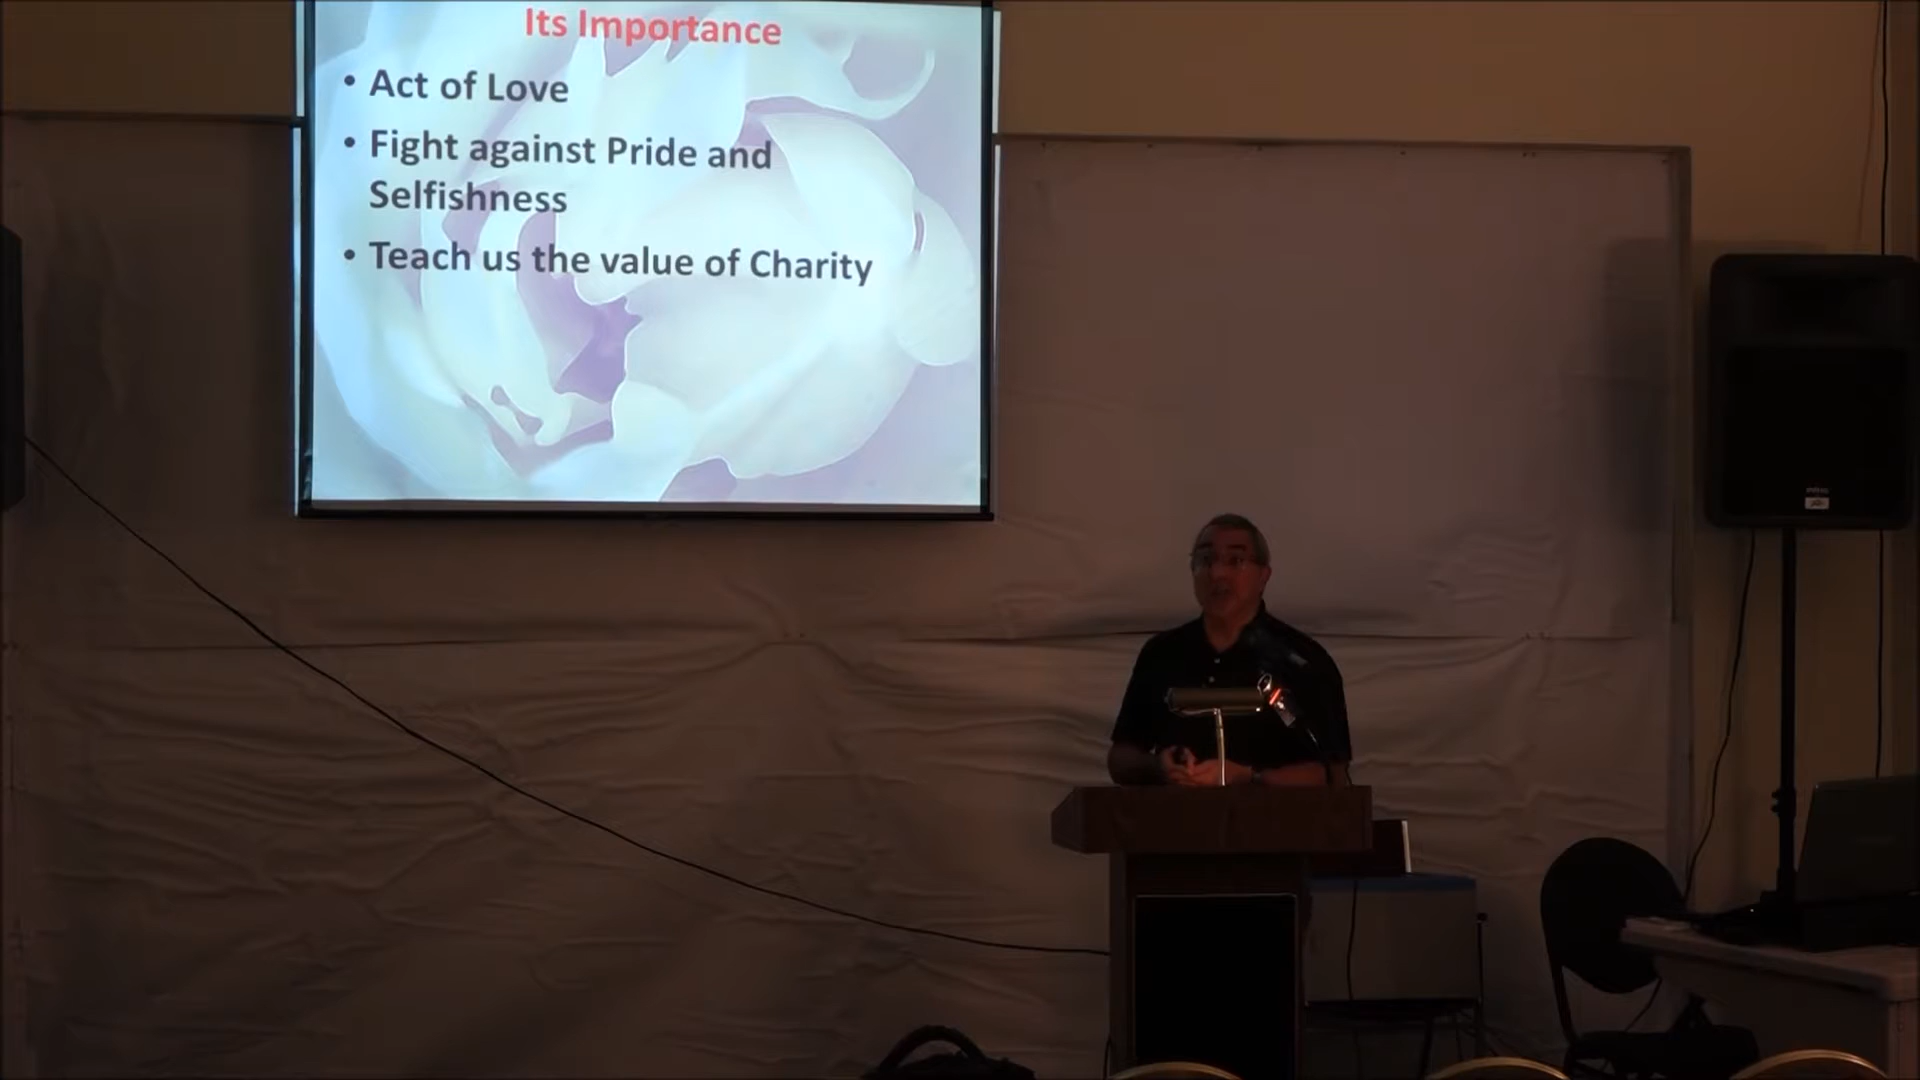 Its Importance
• Act of Love
• Fight against Pride and
Selfishness
• Teach us the value of Charity